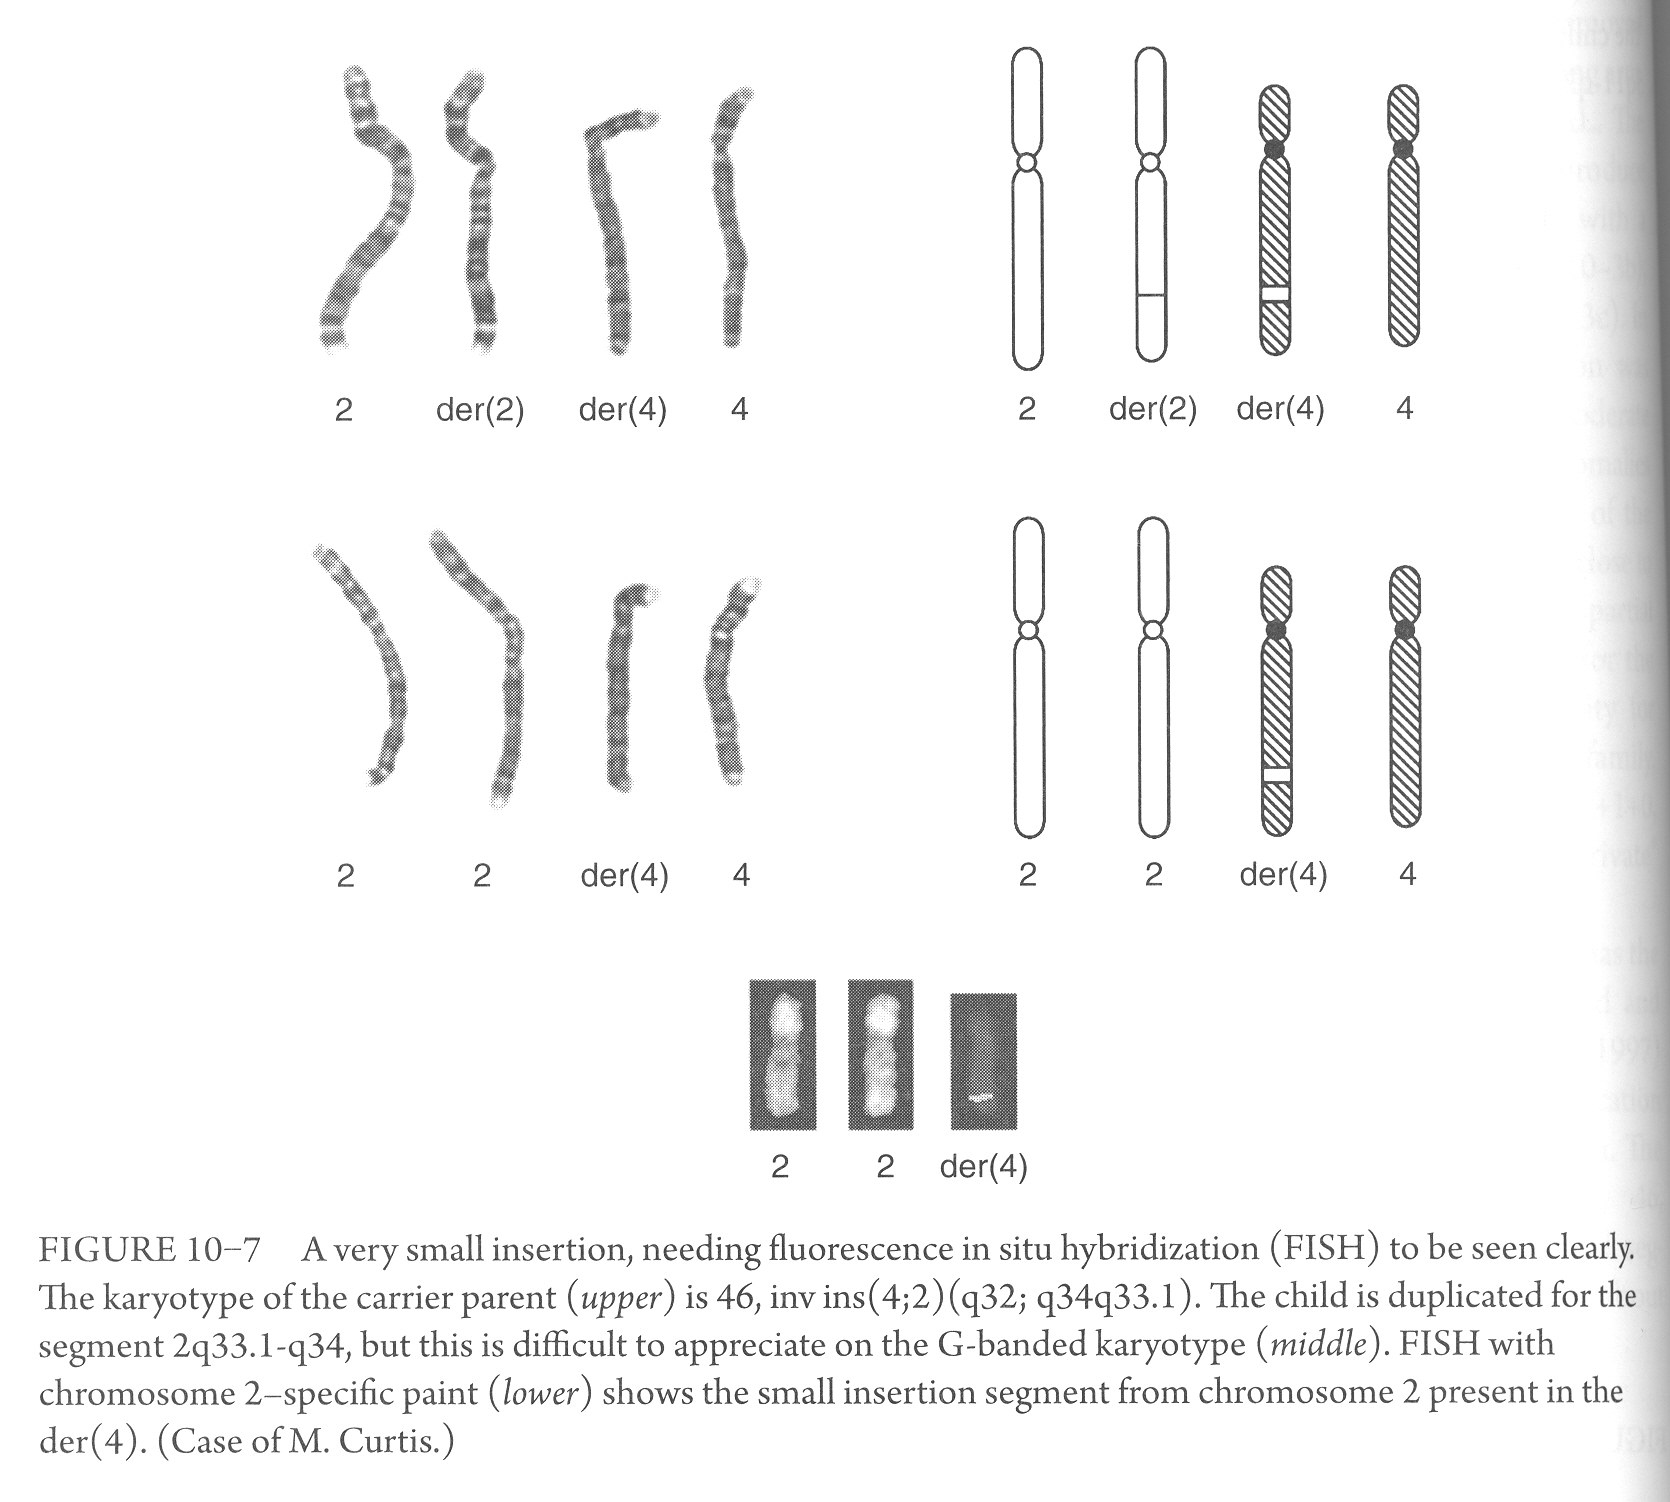 2 der(2) der(4) 4 2 der(2) der(4) 4
2 2 der(4) 4 2 2 der(4) 4
2 2 der(4)
FIGURE 10–7 A very small insertion, needing fluorescence in situ hybridization (FISH) to be seen clearly.
The karyotype of the carrier parent (upper) is 46, inv ins(4;2)(q32; q34q33.1). The child is duplicated for the
segment 2q33.1-q34, but this is difficult to appreciate on the G-banded karyotype (middle). FISH with
chromosome 2–specific paint (lower) shows the small insertion segment from chromosome 2 present in the
der(4). (Case of M. Curtis.)